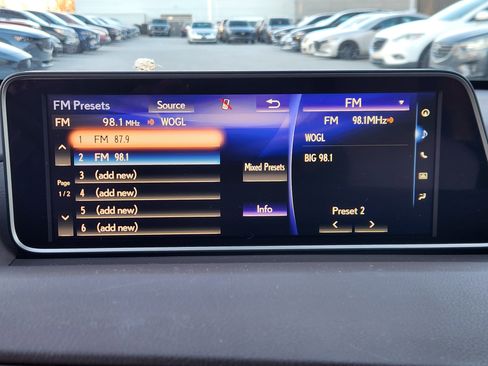 FM Presets Source FM
FM 98.1 MHz WOGL FM 98.1MHz
1 FM 87.9 WOGL
2 FM 98.1 BIG 98.1
3 (add new) Mixed Presets
Page 4 (add new)
1/2
5 (add new) Info Preset 2
6 (add new)